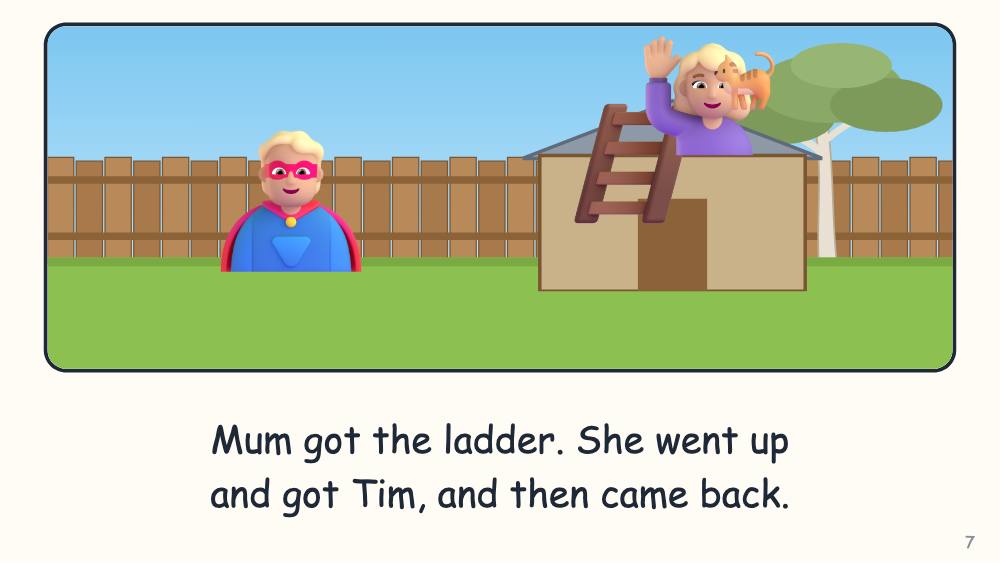 Mum got the ladder. She went up
and got Tim, and then came back.
7